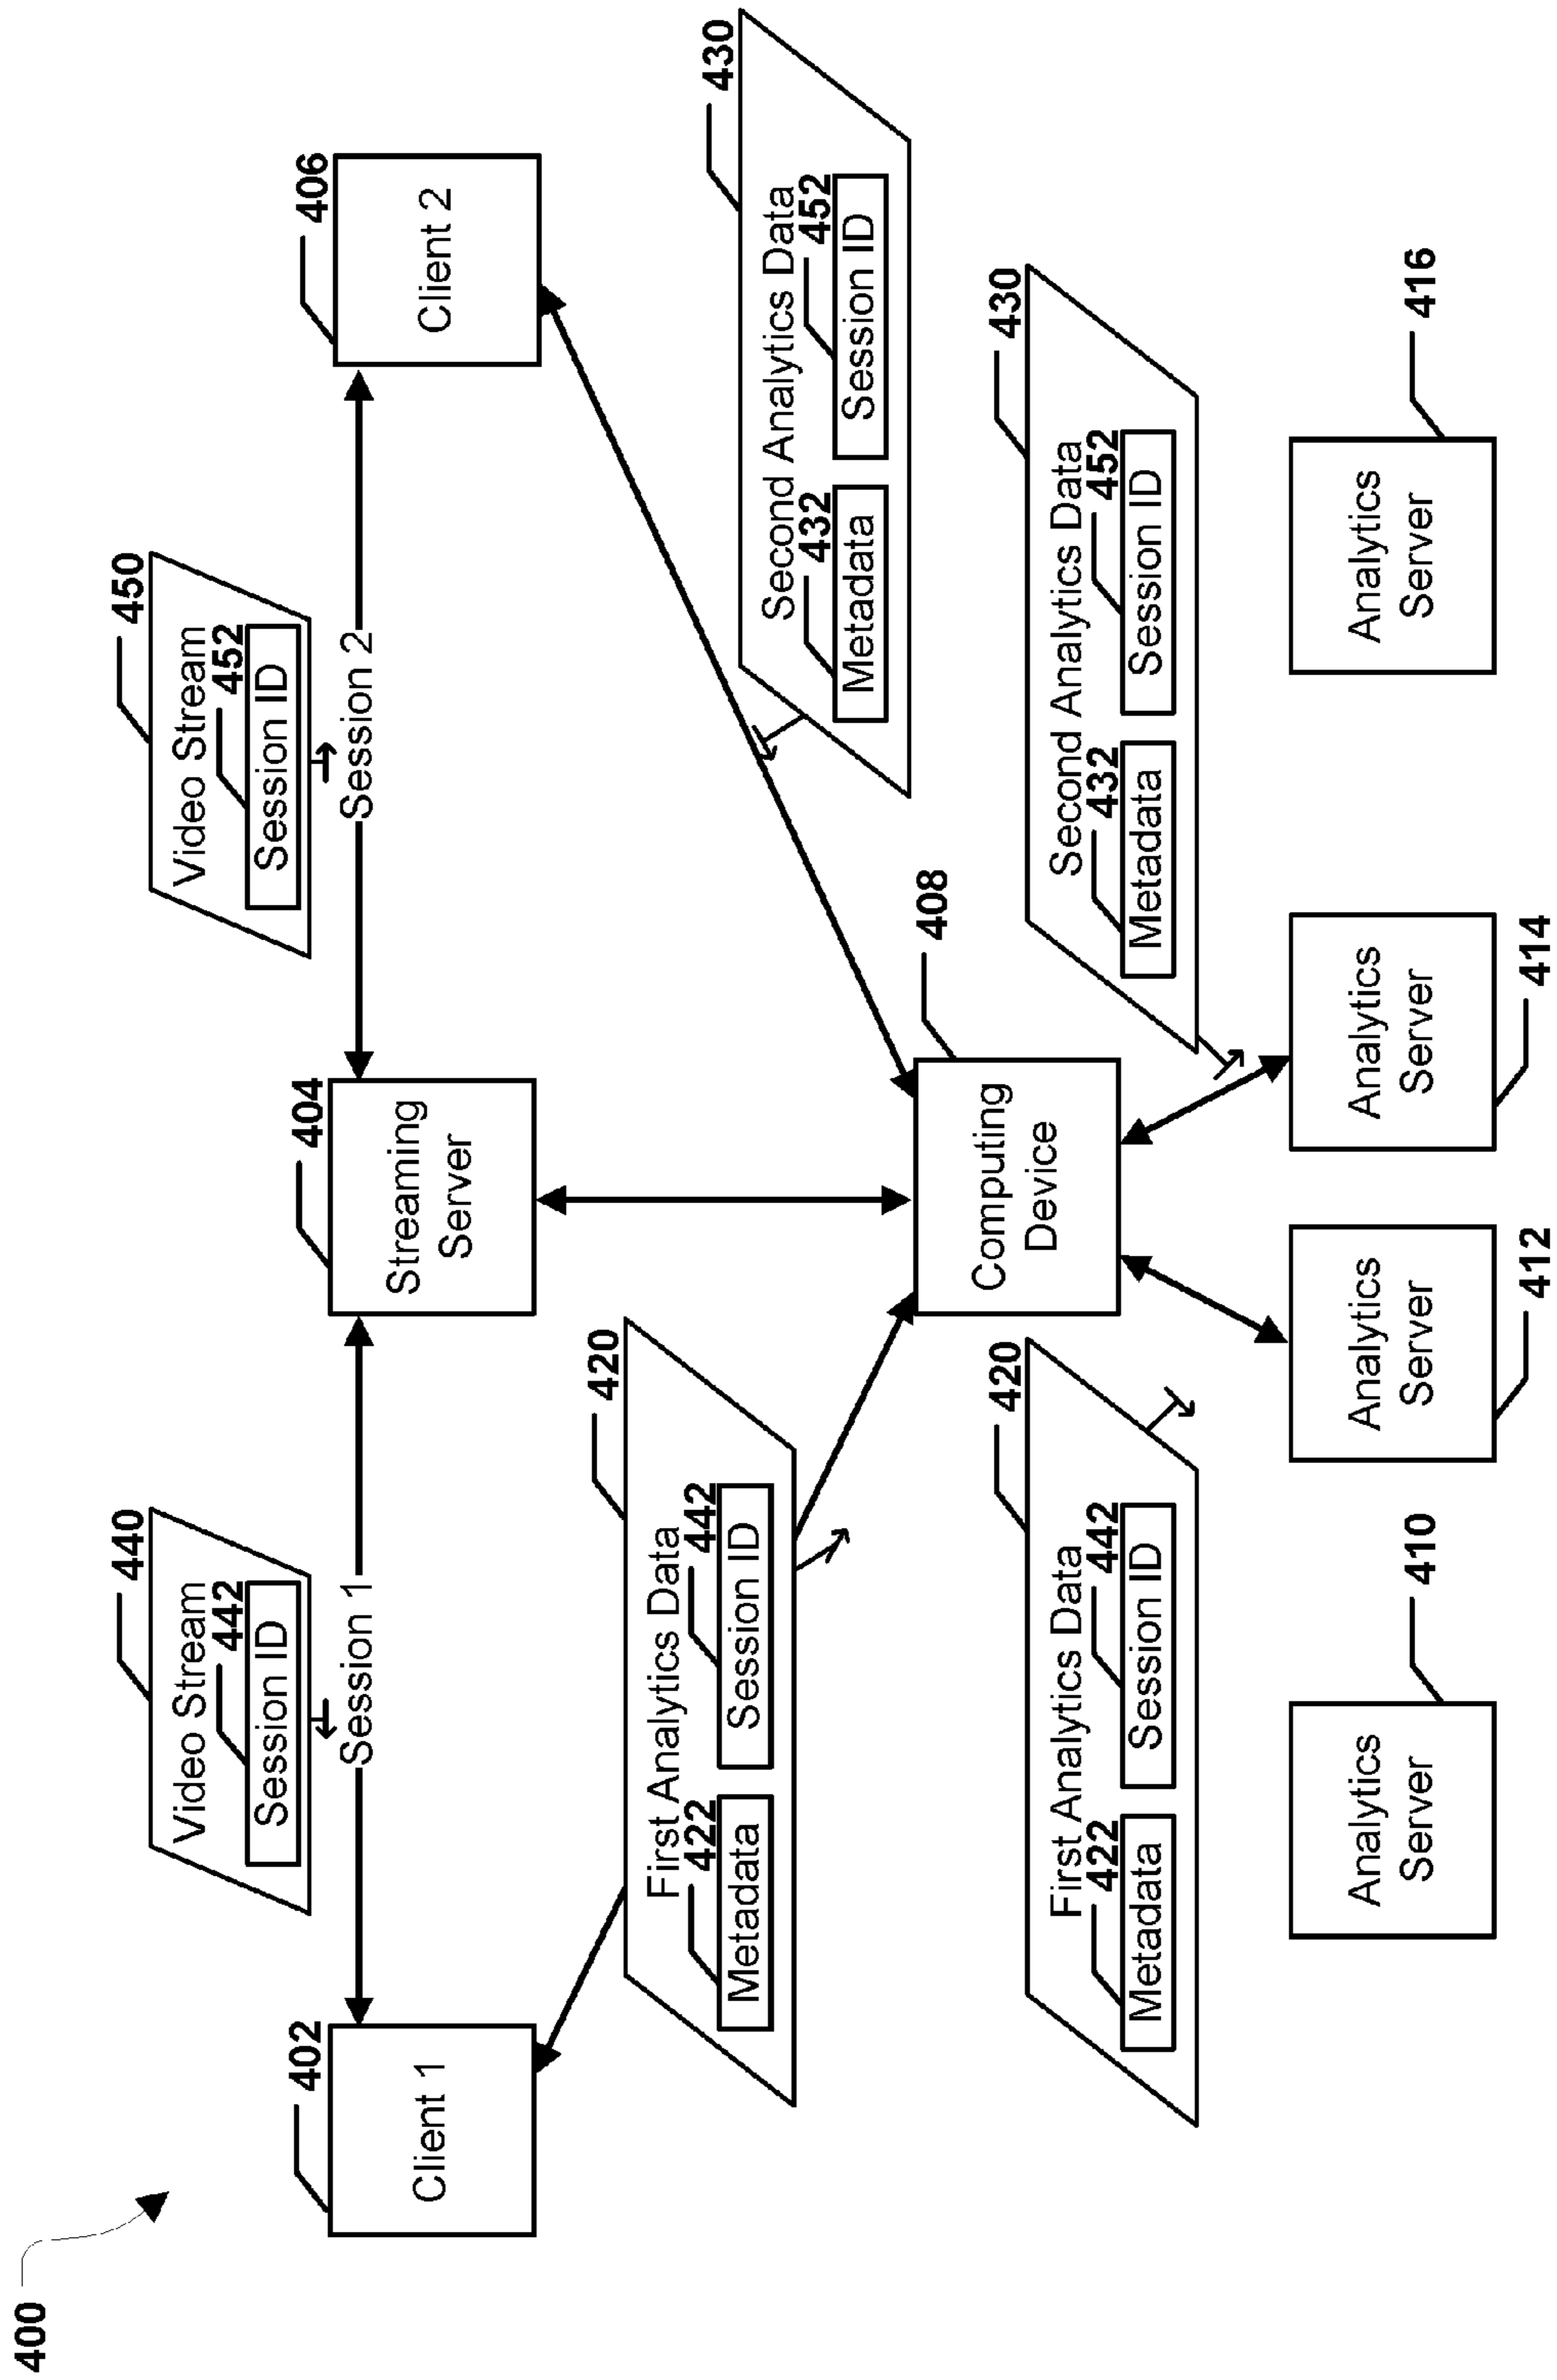 400
440
Video Stream
442
Session ID
450
Video Stream
452
Session ID
402
Client 1
Session 1
404
Streaming
Server
Session 2
406
Client 2
420
First Analytics Data
422
Metadata
442
Session ID
430
Second Analytics Data
432
Metadata
452
Session ID
408
Computing
Device
420
First Analytics Data
422
Metadata
442
Session ID
430
Second Analytics Data
432
Metadata
452
Session ID
410
Analytics
Server
Analytics
Server
412
Analytics
Server
414
416
Analytics
Server